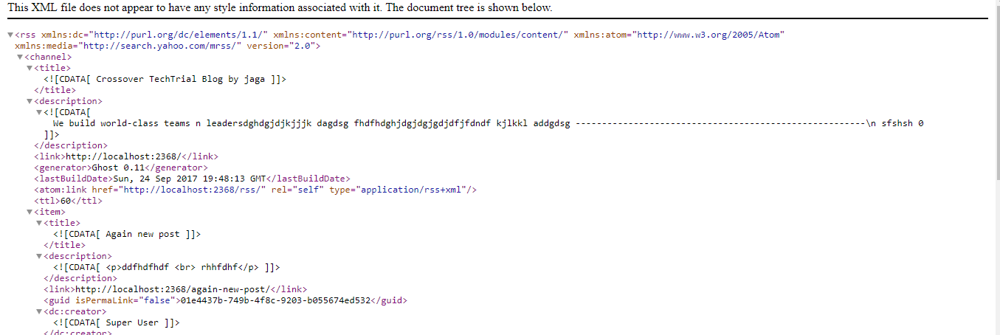 This XML file does not appear to have any style information associated with it. The document tree is shown below.
▼<rss xmlns:dc="http://purl.org/dc/elements/1.1/" xmlns:content="http://purl.org/rss/1.0/modules/content/" xmlns:atom="http://www.w3.org/2005/Atom"
xmlns:media="http://search.yahoo.com/mrss/" version="2.0">
▼<channel>
▼<title>
<![CDATA[ Crossover TechTrial Blog by jaga ]]>
</title>
▼<description>
▼<![CDATA[
We build world-class teams n leadersdghdgjdjkjjjk dagdsg fhdfhdghjdgjdgjgdjdfjfdndf kjlkkl addgdsg -------------------------------------------------------\n sfshsh 0
]]>
</description>
<link>http://localhost:2368/</link>
<generator>Ghost 0.11</generator>
<lastBuildDate>Sun, 24 Sep 2017 19:48:13 GMT</lastBuildDate>
<atom:link href="http://localhost:2368/rss/" rel="self" type="application/rss+xml"/>
<ttl>60</ttl>
▼<item>
▼<title>
<![CDATA[ Again new post ]]>
</title>
▼<description>
<![CDATA[ <p>ddfhdfhdf <br> rhhfdhf</p> ]]>
</description>
<link>http://localhost:2368/again-new-post/</link>
<guid isPermaLink="false">01e4437b-749b-4f8c-9203-b055674ed532</guid>
▼<dc:creator>
<![CDATA[ Super User ]]>
</dc:creator>